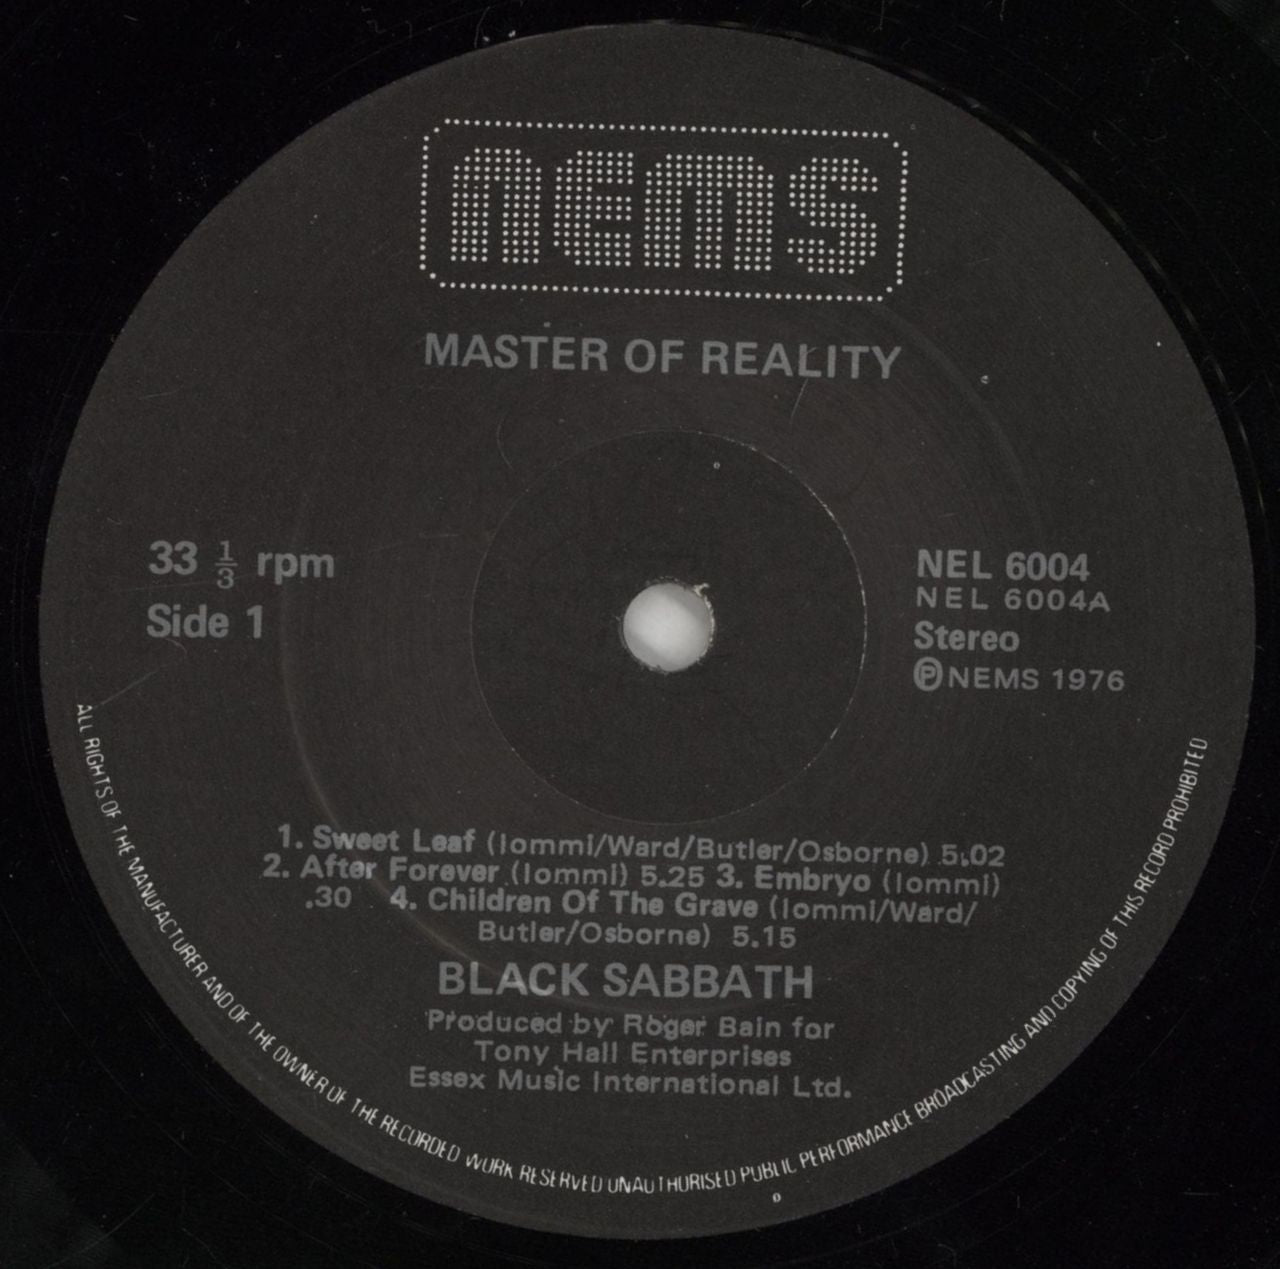 nems
MASTER OF REALITY
33 1/3 rpm
Side 1
NEL 6004
NEL 6004A
Stereo
Ⓟ NEMS 1976
1. Sweet Leaf (Iommi/Ward/Butler/Osborne) 5.02
2. After Forever (Iommi) 5.25 3. Embryo (Iommi)
.30 4. Children Of The Grave (Iommi/Ward/
Butler/Osborne) 5.15
BLACK SABBATH
Produced by Roger Bain for
Tony Hall Enterprises
Essex Music International Ltd.
ALL RIGHTS OF THE MANUFACTURER AND OF THE OWNER OF THE RECORDED WORK RESERVED UNAUTHORISED PUBLIC PERFORMANCE BROADCASTING AND COPYING OF THIS RECORD PROHIBITED